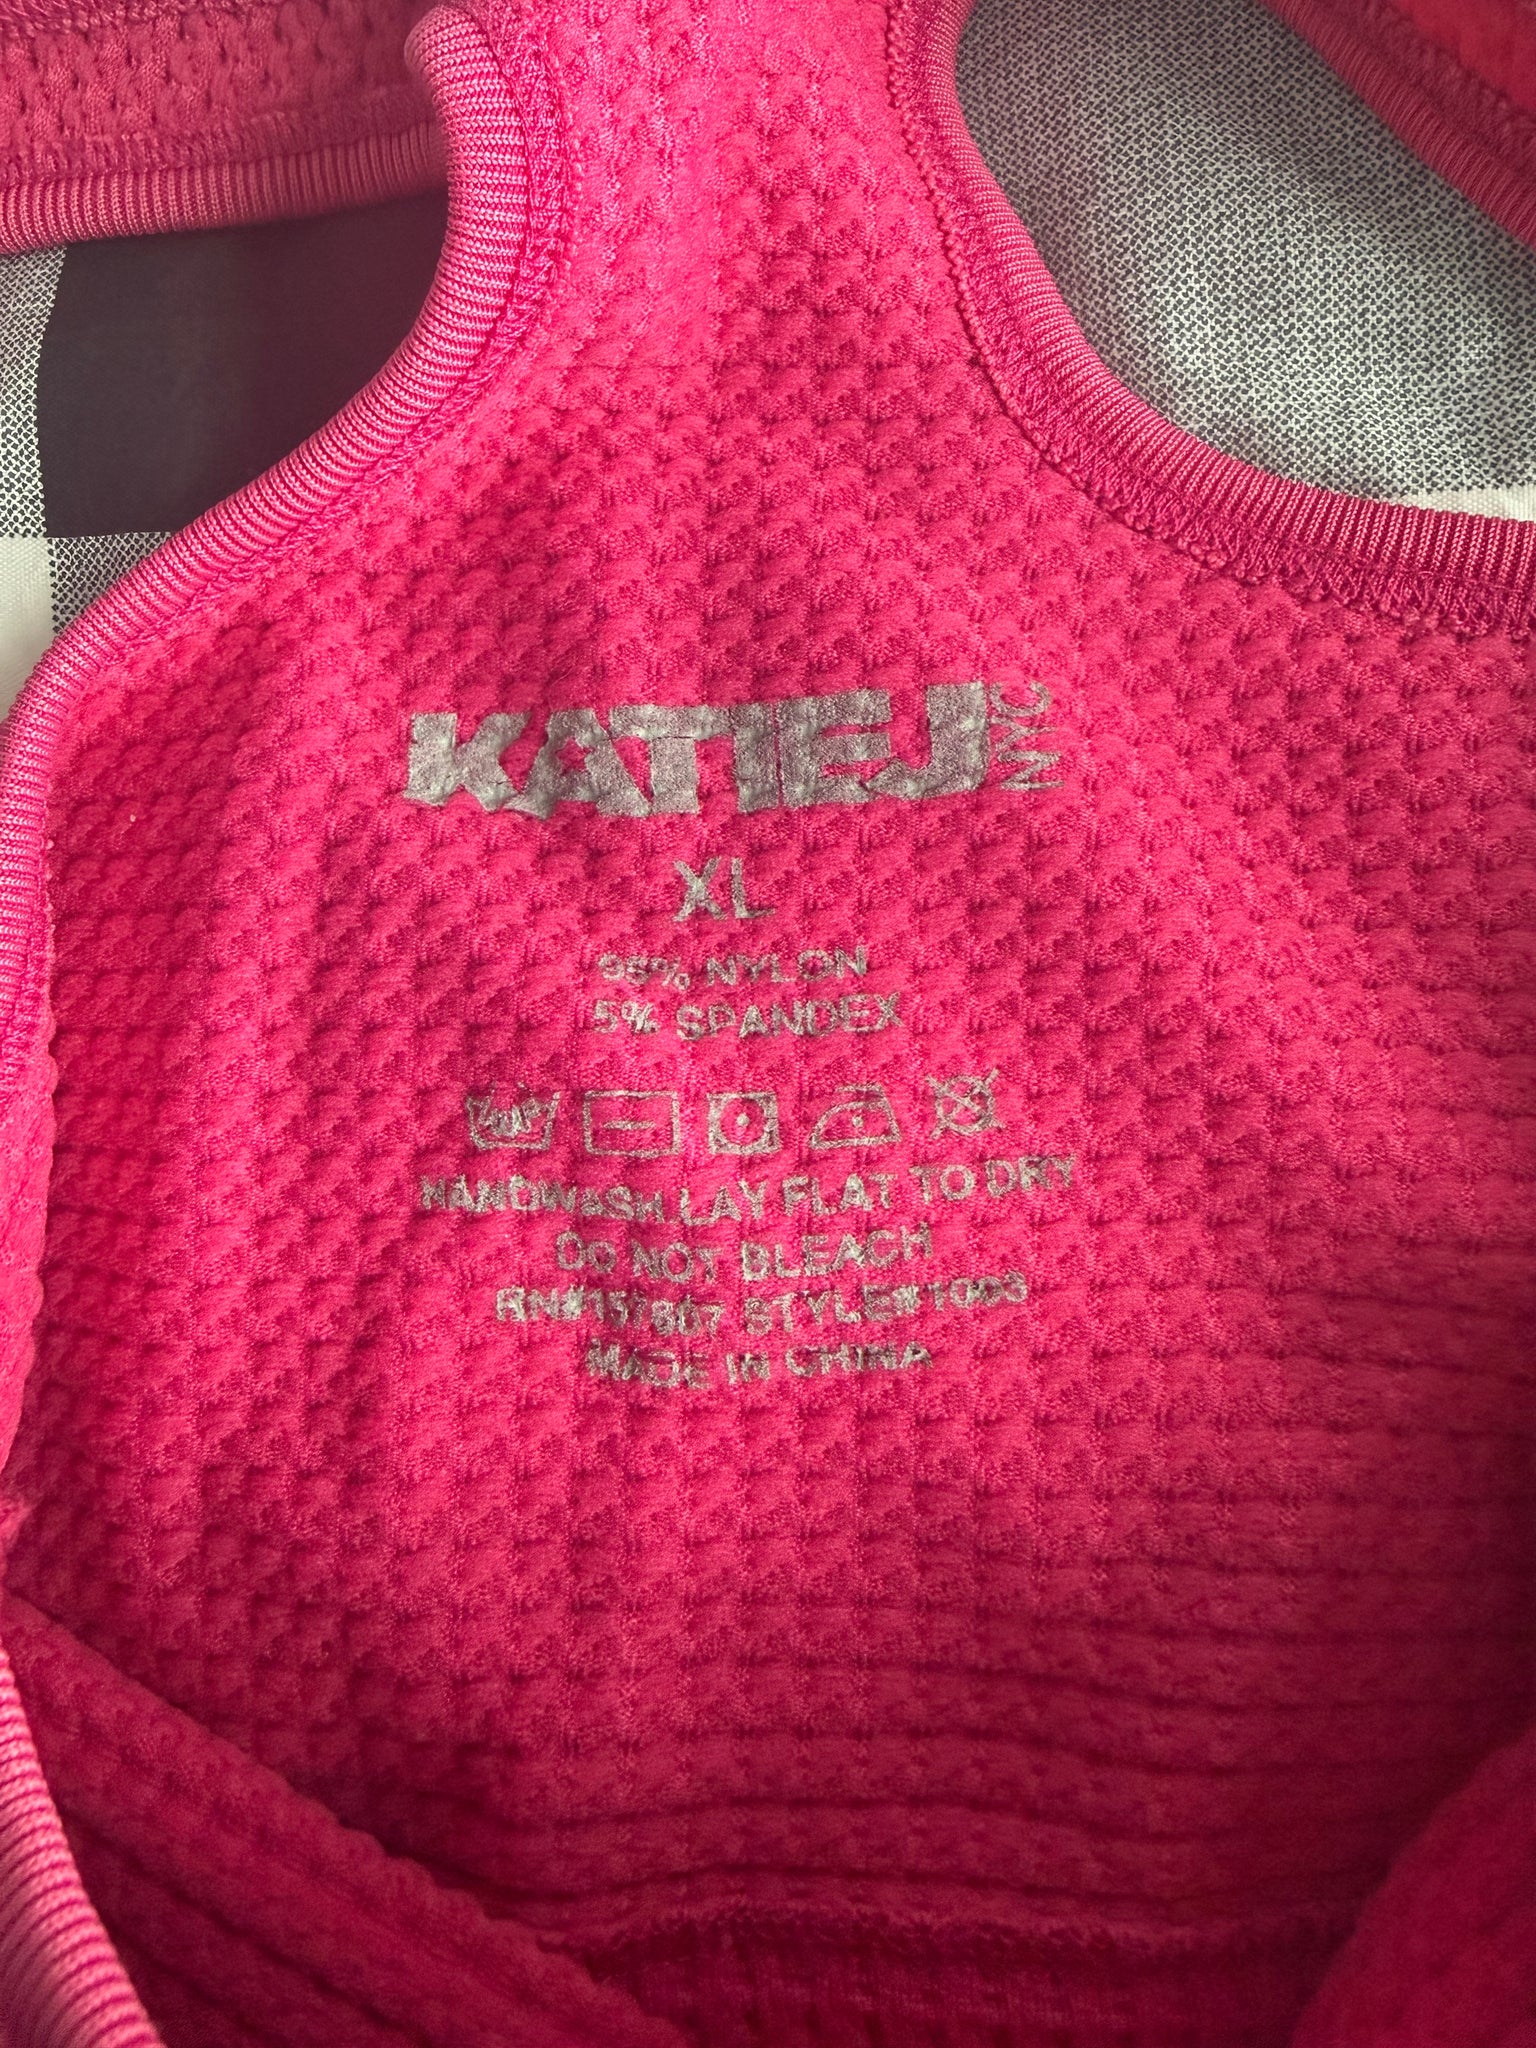 KATIEJ NYC
XL
95% NYLON
5% SPANDEX
HANDWASH, LAY FLAT TO DRY
DO NOT BLEACH
RN#157807 STYLE#1003
MADE IN CHINA